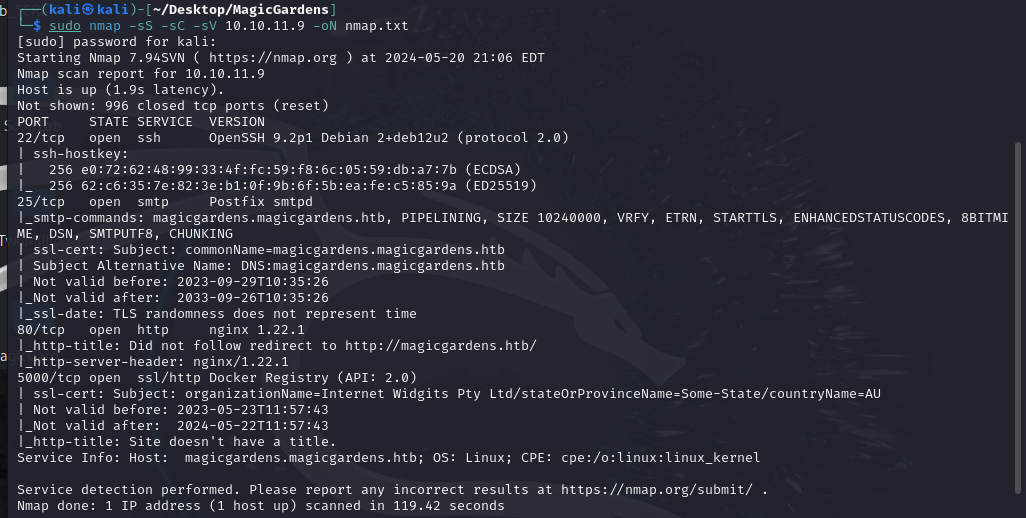 (kali㉿kali)-[~/Desktop/MagicGardens]
$ sudo nmap -sS -sC -sV 10.10.11.9 -oN nmap.txt
[sudo] password for kali:
Starting Nmap 7.94SVN ( https://nmap.org ) at 2024-05-20 21:06 EDT
Nmap scan report for 10.10.11.9
Host is up (1.9s latency).
Not shown: 996 closed tcp ports (reset)
PORT     STATE SERVICE  VERSION
22/tcp   open  ssh      OpenSSH 9.2p1 Debian 2+deb12u2 (protocol 2.0)
| ssh-hostkey:
|   256 e0:72:62:48:99:33:4f:fc:59:f8:6c:05:59:db:a7:7b (ECDSA)
|_  256 62:c6:35:7e:82:3e:b1:0f:9b:6f:5b:ea:fe:c5:85:9a (ED25519)
25/tcp   open  smtp     Postfix smtpd
|_smtp-commands: magicgardens.magicgardens.htb, PIPELINING, SIZE 10240000, VRFY, ETRN, STARTTLS, ENHANCEDSTATUSCODES, 8BITMI
ME, DSN, SMTPUTF8, CHUNKING
| ssl-cert: Subject: commonName=magicgardens.magicgardens.htb
| Subject Alternative Name: DNS:magicgardens.magicgardens.htb
| Not valid before: 2023-09-29T10:35:26
|_Not valid after:  2033-09-26T10:35:26
|_ssl-date: TLS randomness does not represent time
80/tcp   open  http     nginx 1.22.1
|_http-title: Did not follow redirect to http://magicgardens.htb/
|_http-server-header: nginx/1.22.1
5000/tcp open  ssl/http Docker Registry (API: 2.0)
| ssl-cert: Subject: organizationName=Internet Widgits Pty Ltd/stateOrProvinceName=Some-State/countryName=AU
| Not valid before: 2023-05-23T11:57:43
|_Not valid after:  2024-05-22T11:57:43
|_http-title: Site doesn't have a title.
Service Info: Host:  magicgardens.magicgardens.htb; OS: Linux; CPE: cpe:/o:linux:linux_kernel

Service detection performed. Please report any incorrect results at https://nmap.org/submit/ .
Nmap done: 1 IP address (1 host up) scanned in 119.42 seconds